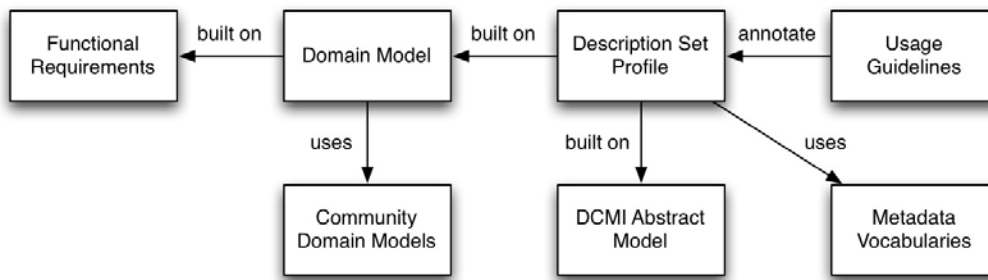 Functional
Requirements
built on
Domain Model
built on
Description Set
Profile
annotate
Usage
Guidelines
uses
built on
uses
Community
Domain Models
DCMI Abstract
Model
Metadata
Vocabularies